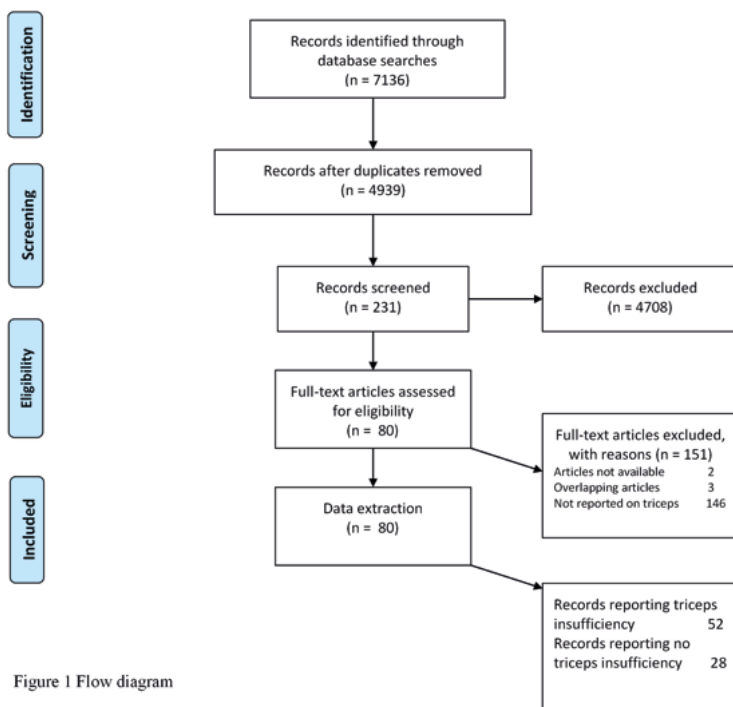 Identification
Records identified through
database searches
(n = 7136)
Records after duplicates removed
(n = 4939)
Screening
Records screened
(n = 231)
Records excluded
(n = 4708)
Eligibility
Full-text articles assessed
for eligibility
(n = 80)
Full-text articles excluded,
with reasons (n = 151)
Articles not available 2
Overlapping articles 3
Not reported on triceps 146
Included
Data extraction
(n = 80)
Records reporting triceps
insufficiency 52
Records reporting no
triceps insufficiency 28
Figure 1 Flow diagram